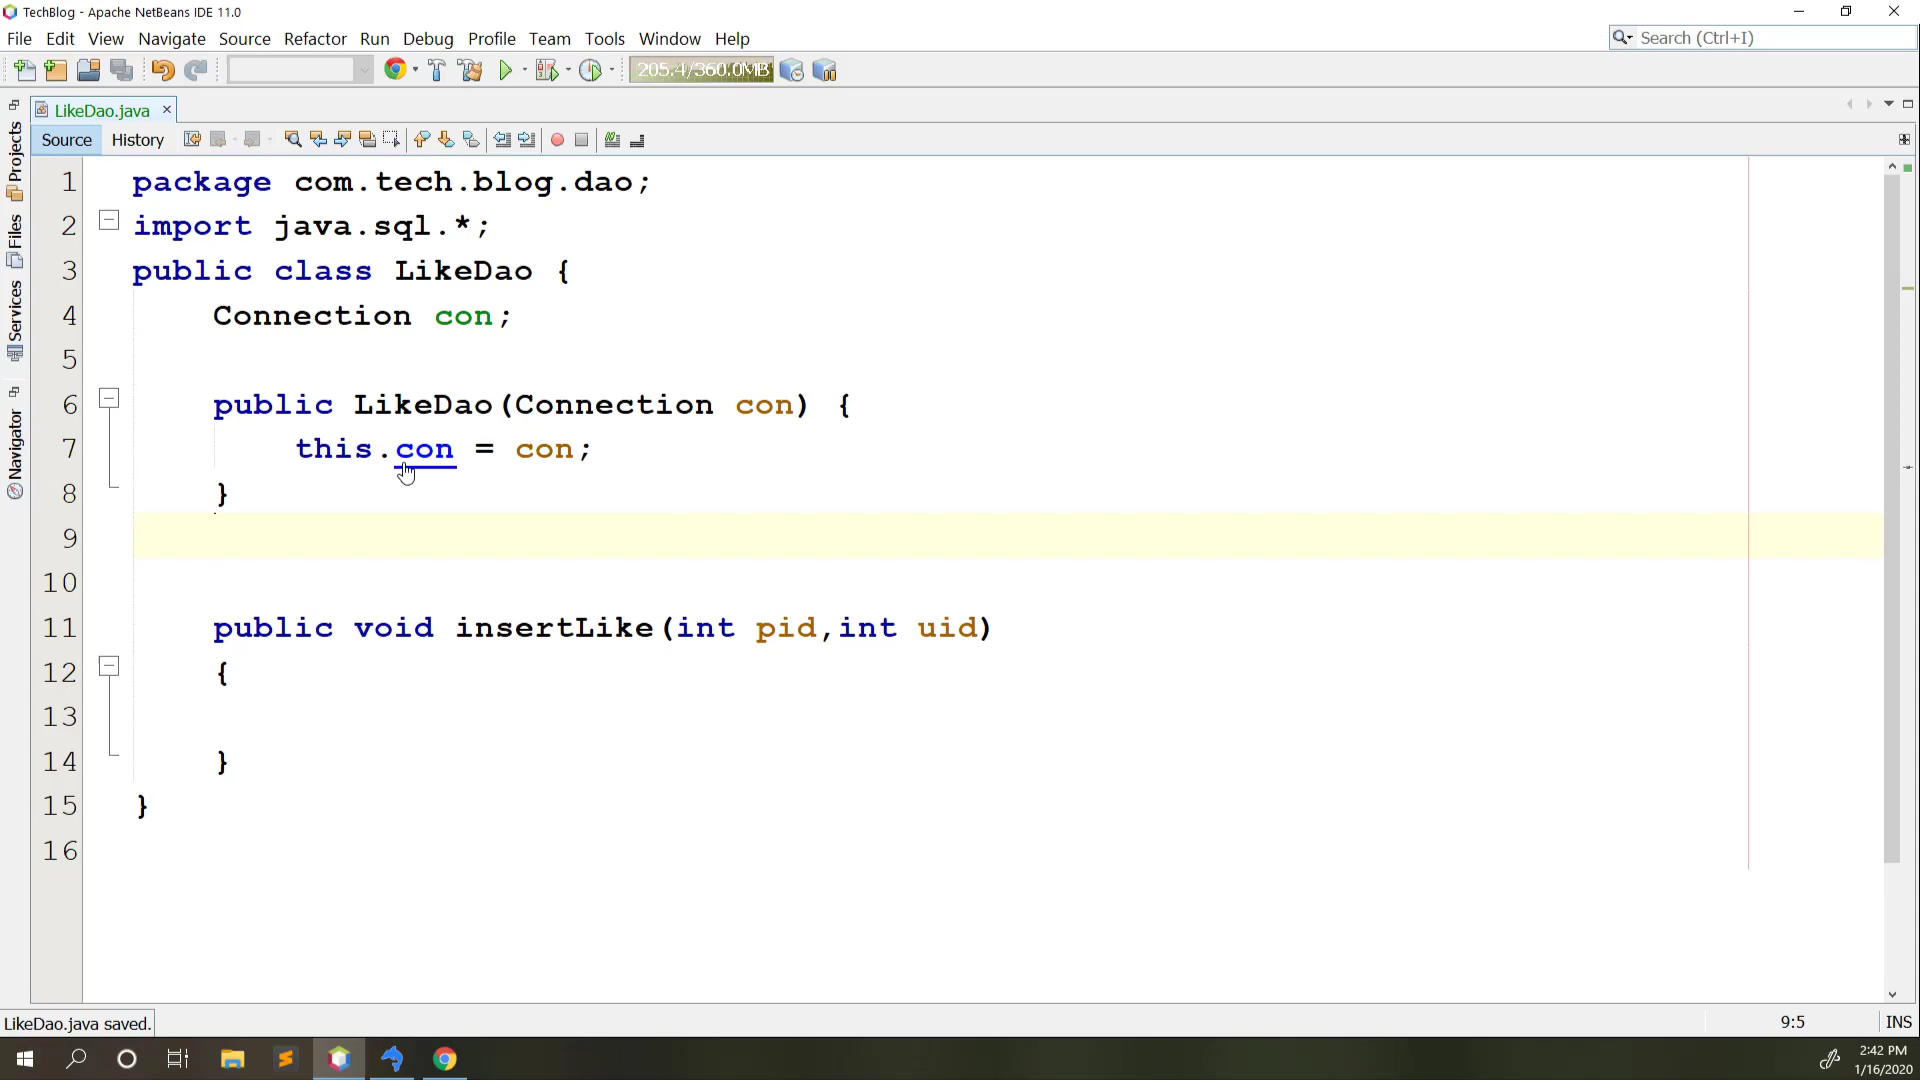 TechBlog - Apache NetBeans IDE 11.0
File Edit View Navigate Source Refactor Run Debug Profile Team Tools Window Help
Search (Ctrl+I)
205.4/360.0MB
LikeDao.java
Source History
Projects
Files
Services
Navigator
1 package com.tech.blog.dao;
2 import java.sql.*;
3 public class LikeDao {
4 Connection con;
5
6 public LikeDao(Connection con) {
7 this.con = con;
8 }
9
10
11 public void insertLike(int pid,int uid)
12 {
13
14 }
15 }
16
LikeDao.java saved.
9:5
INS
2:42 PM
1/16/2020